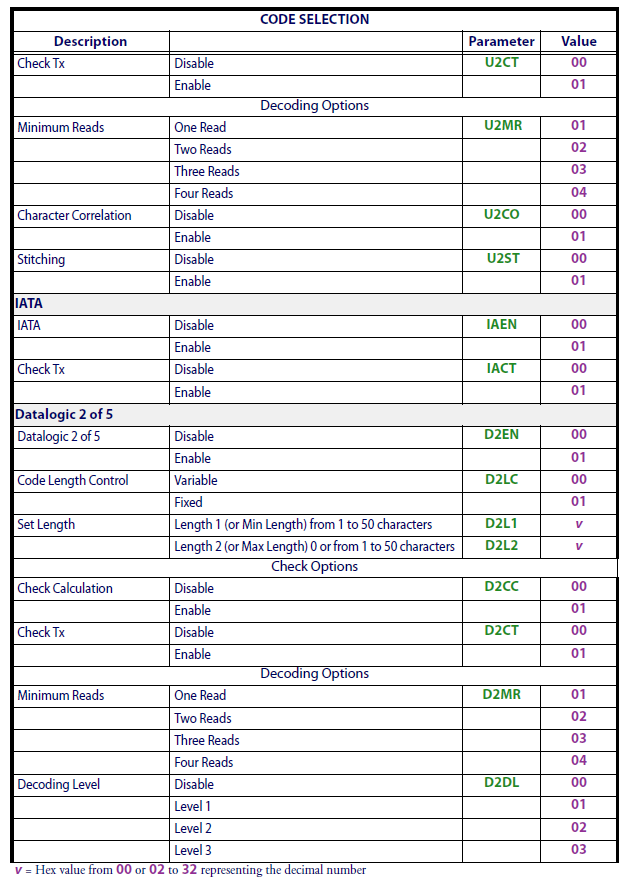 CODE SELECTION
Description Parameter Value
Check Tx Disable U2CT 00
Enable 01
Decoding Options
Minimum Reads One Read U2MR 01
Two Reads 02
Three Reads 03
Four Reads 04
Character Correlation Disable U2CO 00
Enable 01
Stitching Disable U2ST 00
Enable 01
IATA
IATA Disable IAEN 00
Enable 01
Check Tx Disable IACT 00
Enable 01
Datalogic 2 of 5
Datalogic 2 of 5 Disable D2EN 00
Enable 01
Code Length Control Variable D2LC 00
Fixed 01
Set Length Length 1 (or Min Length) from 1 to 50 characters D2L1 v
Length 2 (or Max Length) 0 or from 1 to 50 characters D2L2 v
Check Options
Check Calculation Disable D2CC 00
Enable 01
Check Tx Disable D2CT 00
Enable 01
Decoding Options
Minimum Reads One Read D2MR 01
Two Reads 02
Three Reads 03
Four Reads 04
Decoding Level Disable D2DL 00
Level 1 01
Level 2 02
Level 3 03
v = Hex value from 00 or 02 to 32 representing the decimal number